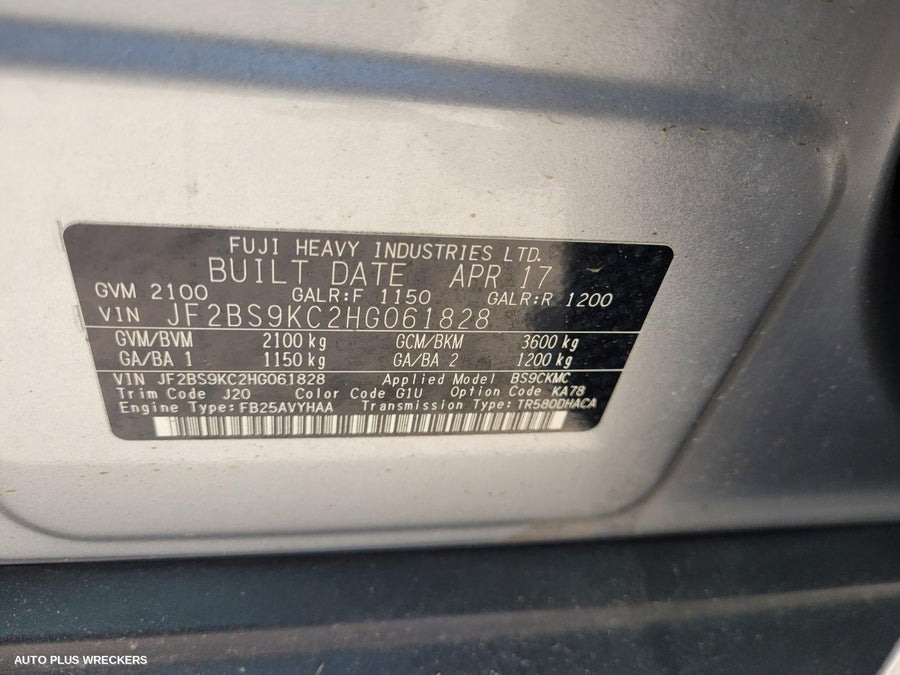 FUJI HEAVY INDUSTRIES LTD.
BUILT DATE APR 17
GVM 2100 GALR:F 1150 GALR:R 1200
VIN JF2BS9KC2HG061828
GVM/BVM 2100 kg GCM/BKM 3600 kg
GA/BA 1 1150 kg GA/BA 2 1200 kg
VIN JF2BS9KC2HG061828 Applied Model BS9CKMC
Trim Code J20 Color Code G1U Option Code KA78
Engine Type: FB25AVYHAA Transmission Type: TR580DHACA
AUTO PLUS WRECKERS